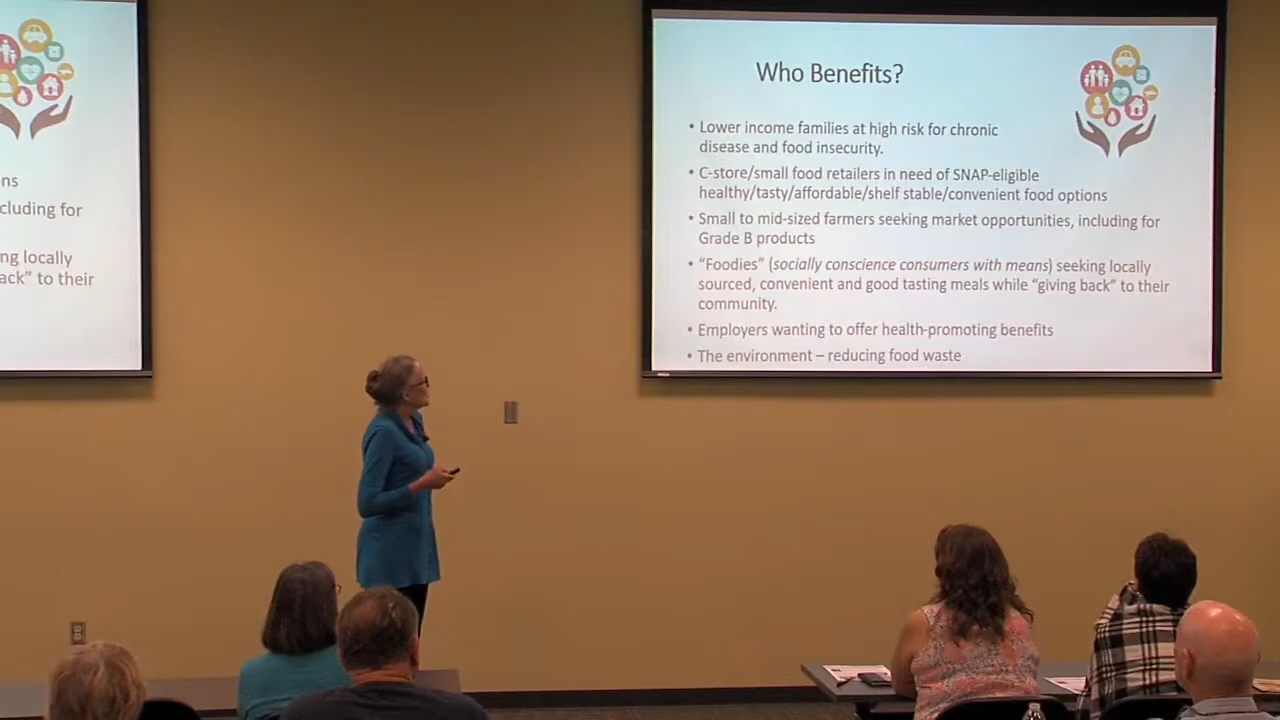 ns
cluding for
ng locally
ack” to their
Who Benefits?
• Lower income families at high risk for chronic
disease and food insecurity.
• C-store/small food retailers in need of SNAP-eligible
healthy/tasty/affordable/shelf stable/convenient food options
• Small to mid-sized farmers seeking market opportunities, including for
Grade B products
• “Foodies” (socially conscience consumers with means) seeking locally
sourced, convenient and good tasting meals while “giving back” to their
community.
• Employers wanting to offer health-promoting benefits
• The environment – reducing food waste